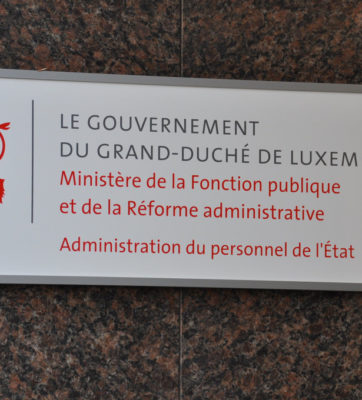 LE GOUVERNEMENT
DU GRAND-DUCHÉ DE LUXEM
Ministère de la Fonction publique
et de la Réforme administrative
Administration du personnel de l'État